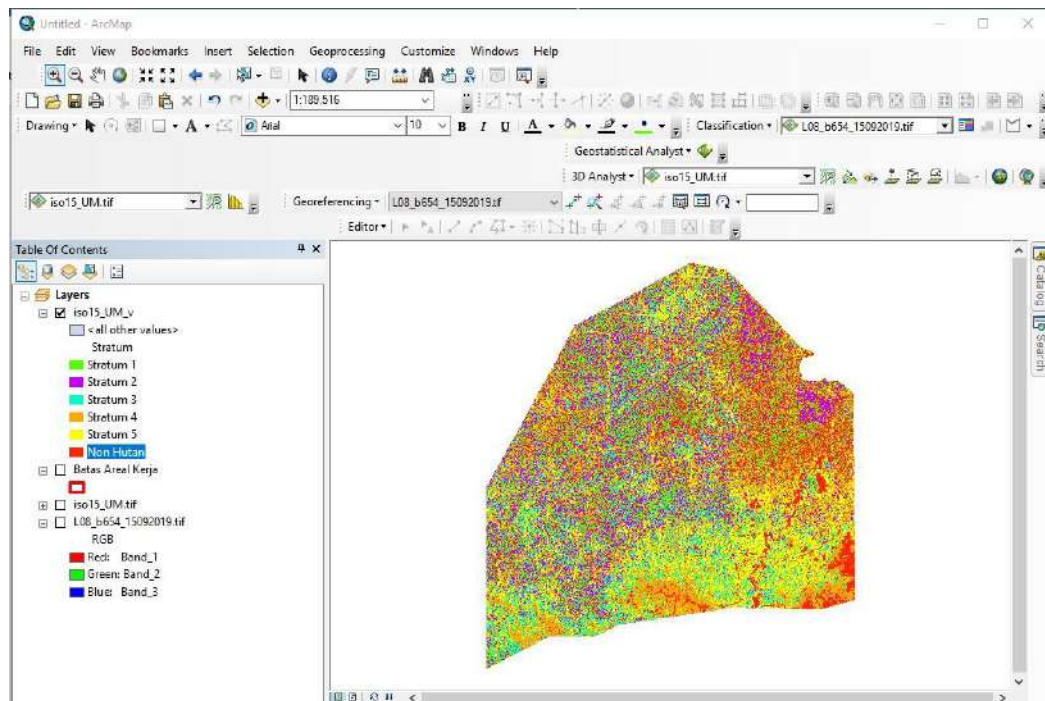 Untitled - ArcMap
File Edit View Bookmarks Insert Selection Geoprocessing Customize Windows Help
1:189.516
Drawing A Arial 10 B I U A Classification L08_b654_15092019.tif
Geostatistical Analyst
3D Analyst iso15_UM.tif
iso15_UM.tif Georeferencing L08_b654_15092019.tif
Editor
Table Of Contents
Layers
iso15_UM_v
<all other values>
Stratum
Stratum 1
Stratum 2
Stratum 3
Stratum 4
Stratum 5
Non Hutan
Batas Areal Kerja
iso15_UM.tif
L08_b654_15092019.tif
RGB
Red: Band_1
Green: Band_2
Blue: Band_3
Catalog
Search